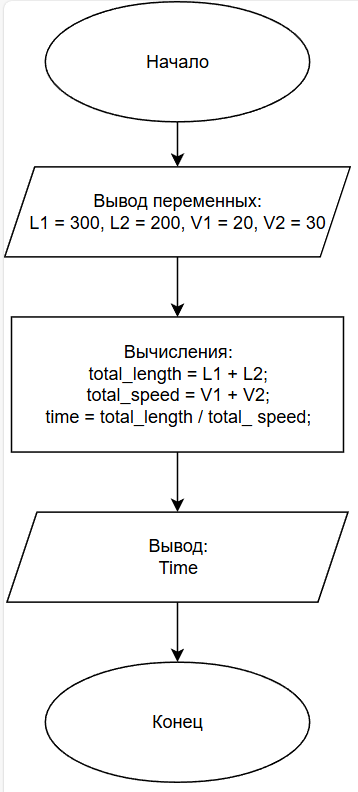 Начало
Вывод переменных:
L1 = 300, L2 = 200, V1 = 20, V2 = 30
Вычисления:
total_length = L1 + L2;
total_speed = V1 + V2;
time = total_length / total_ speed;
Вывод:
Time
Конец